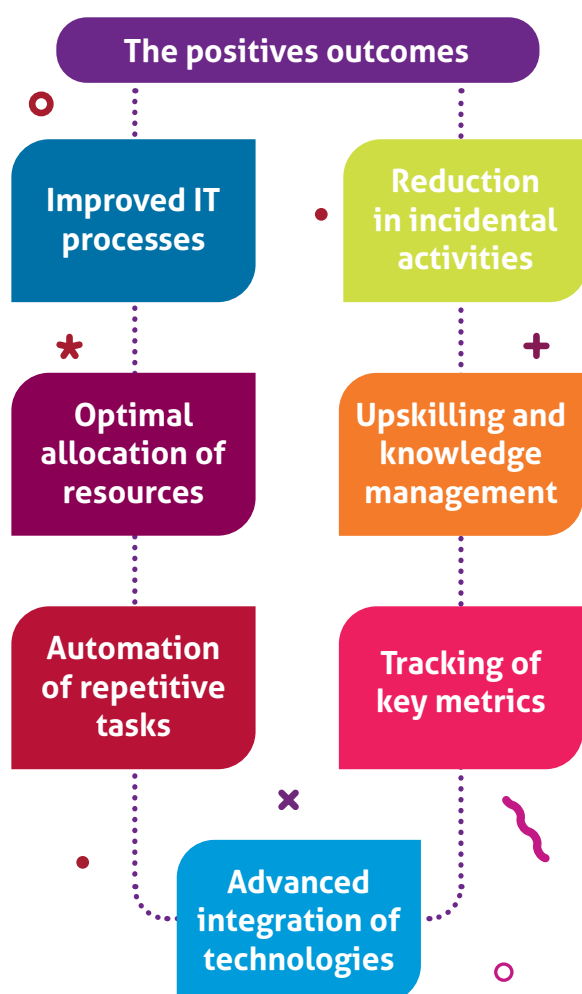 The positives outcomes
Improved IT
processes
Reduction
in incidental
activities
Optimal
allocation of
resources
Upskilling and
knowledge
management
Automation
of repetitive
tasks
Tracking of
key metrics
Advanced
integration of
technologies